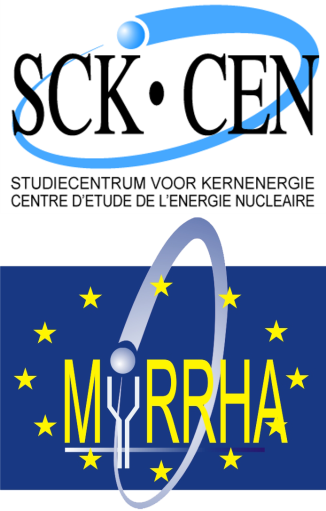 SCK • CEN
STUDIECENTRUM VOOR KERNENERGIE
CENTRE D'ETUDE DE L'ENERGIE NUCLEAIRE
MYRRHA